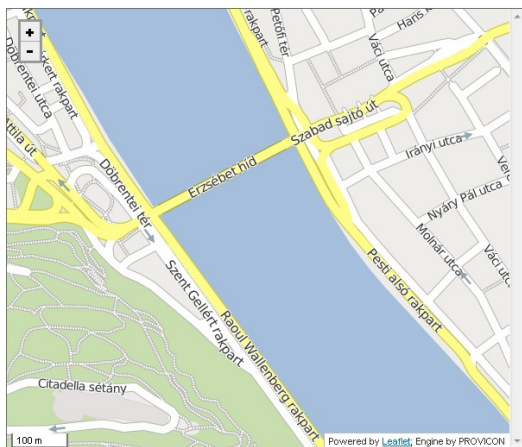 +
-
rakpart
Petőfi tér
Haris k
Váci utca
Döbrentei utca
rkert rakpart
Attila út
Döbrentei tér
Erzsébet híd
Szabad sajtó út
Irányi utca
Nyáry Pál utca
Molnár utca
Váci utca
Szent Gellért rakpart
Raoul Wallenberg rakpart
Pesti alsó rakpart
Citadella sétány
100 m
Powered by Leaflet; Engine by PROVICON